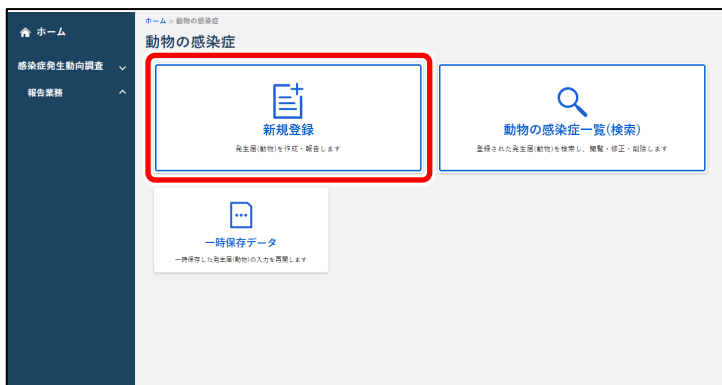 ホーム
感染症発生動向調査
報告業務
ホーム > 動物の感染症
動物の感染症
新規登録
発生届(動物)を作成・報告します
動物の感染症一覧(検索)
登録された発生届(動物)を検索し、閲覧・修正・削除します
一時保存データ
一時保存した発生届(動物)の入力を再開します